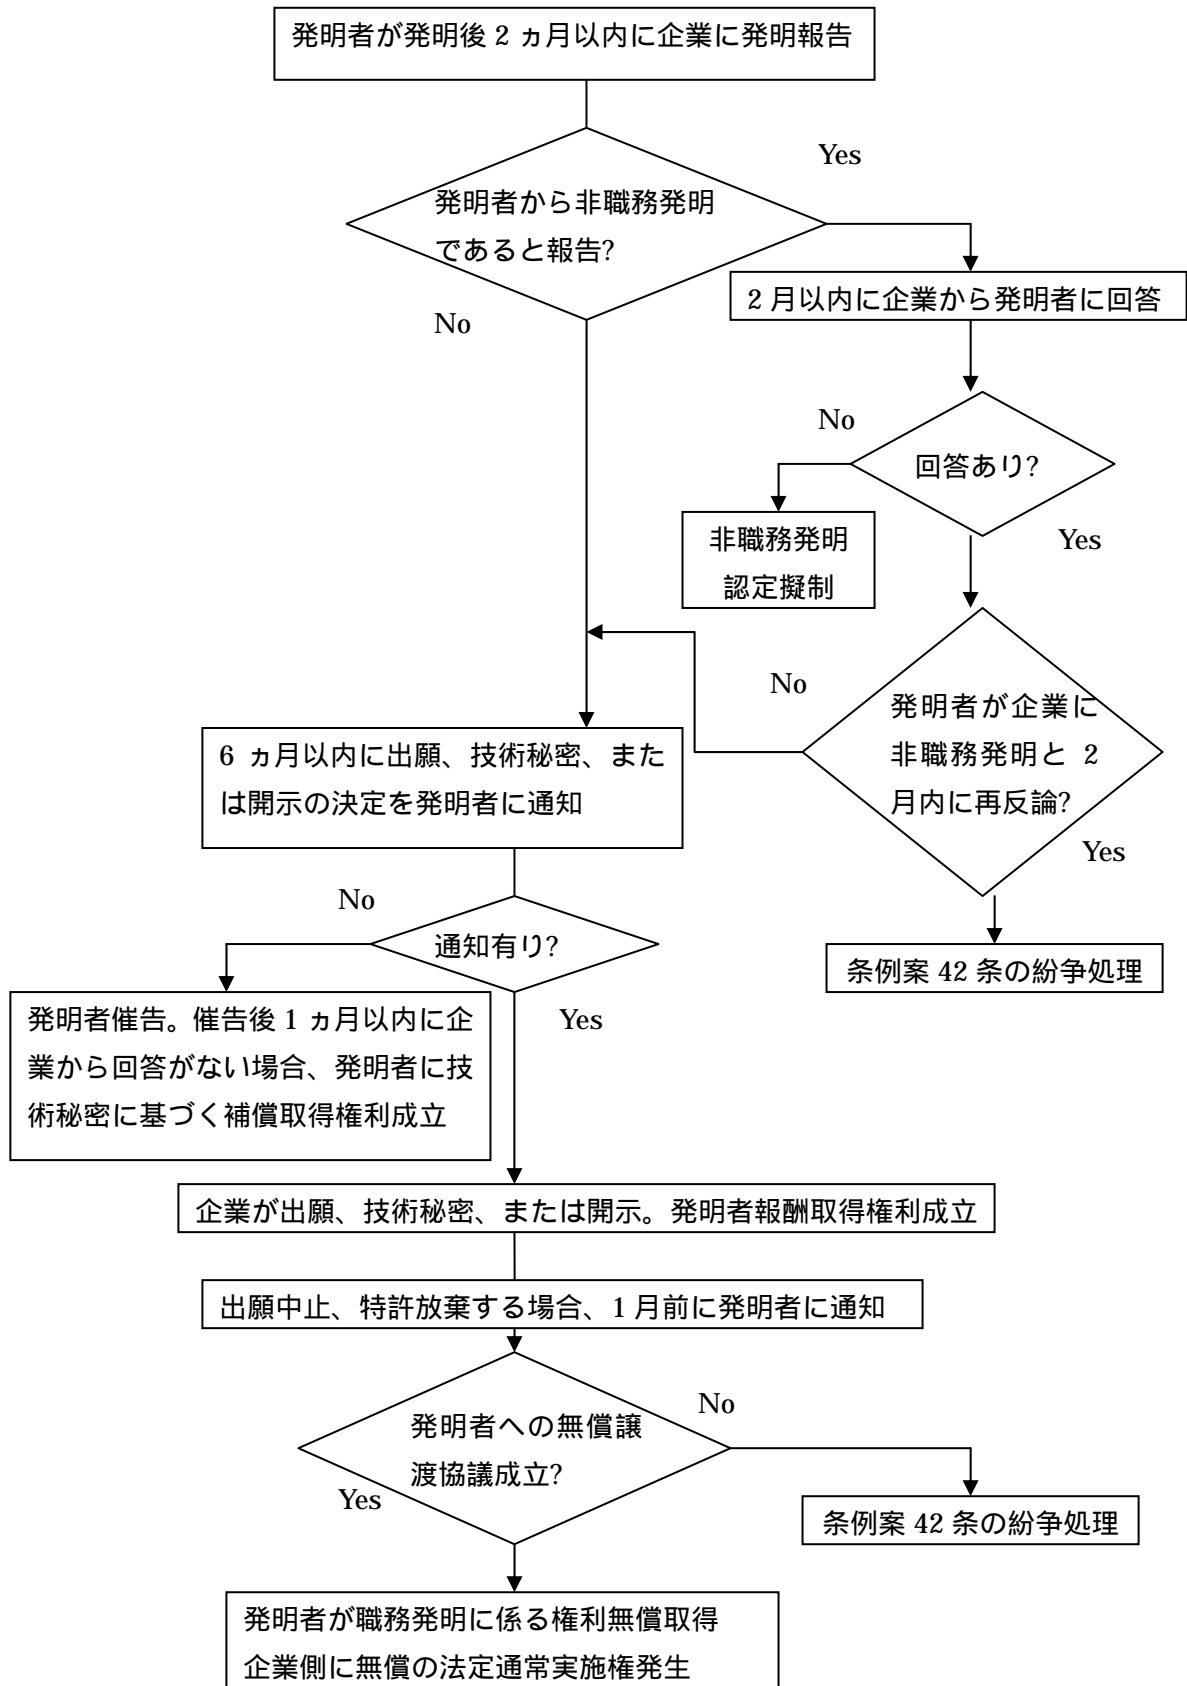 発明者が発明後 2 ヵ月以内に企業に発明報告
Yes
発明者から非職務発明
であると報告?
No
2 月以内に企業から発明者に回答
No
回答あり?
Yes
非職務発明
認定擬制
No
発明者が企業に
非職務発明と 2
月内に再反論?
Yes
6 ヵ月以内に出願、技術秘密、また
は開示の決定を発明者に通知
No
通知有り?
Yes
条例案 42 条の紛争処理
発明者催告。催告後 1 ヵ月以内に企
業から回答がない場合、発明者に技
術秘密に基づく補償取得権利成立
企業が出願、技術秘密、または開示。発明者報酬取得権利成立
出願中止、特許放棄する場合、1 月前に発明者に通知
No
発明者への無償譲
渡協議成立?
Yes
条例案 42 条の紛争処理
発明者が職務発明に係る権利無償取得
企業側に無償の法定通常実施権発生